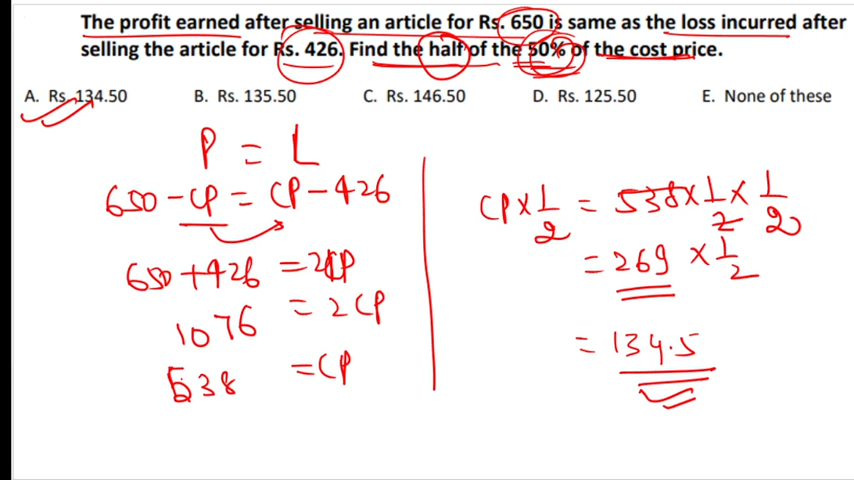 The profit earned after selling an article for Rs. 650 is same as the loss incurred after
selling the article for Rs. 426. Find the half of the 50% of the cost price.
A. Rs. 134.50 B. Rs. 135.50 C. Rs. 146.50 D. Rs. 125.50 E. None of these
P = L
650 - CP = CP - 426
650 + 426 = 2CP
1076 = 2CP
538 = CP
CP × 1/2 = 538 × 1/2 × 1/2
= 269 × 1/2
= 134.5